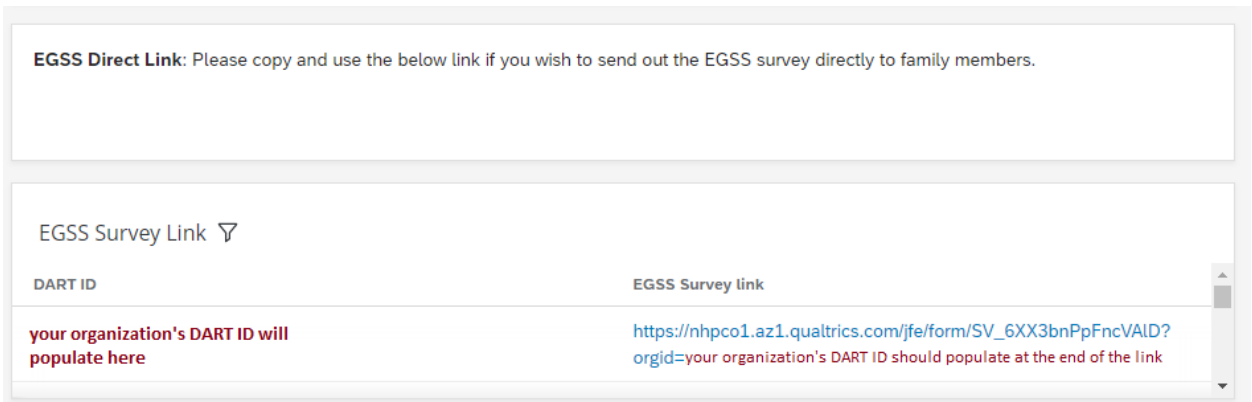 EGSS Direct Link: Please copy and use the below link if you wish to send out the EGSS survey directly to family members.
EGSS Survey Link
DART ID
EGSS Survey link
your organization's DART ID will
populate here
https://nhpco1.az1.qualtrics.com/jfe/form/SV_6XX3bnPpFncVAlD?
orgid=your organization's DART ID should populate at the end of the link